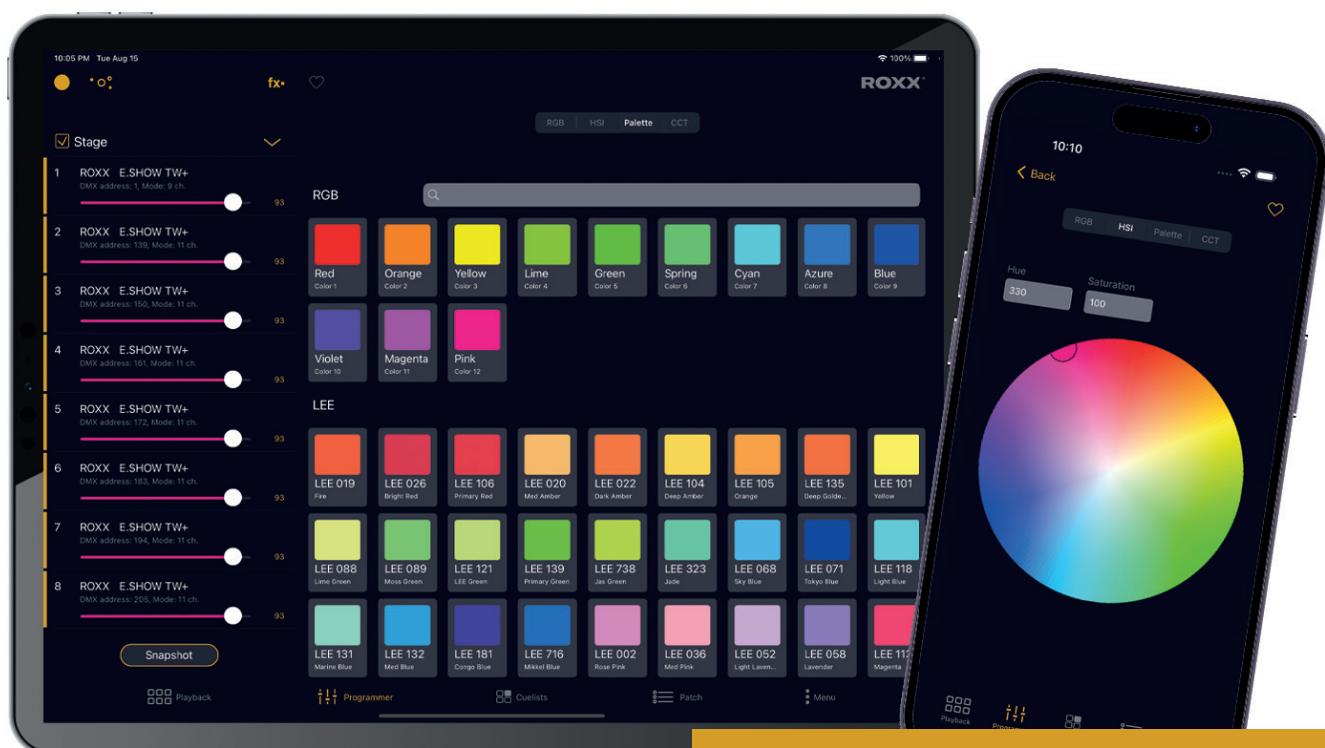 10:05 PM Tue Aug 15
100%
fx
ROXX
RGB HSI Palette CCT
Stage
1 ROXX E.SHOW TW+
DMX address: 1, Mode: 9 ch.
93
2 ROXX E.SHOW TW+
DMX address: 139, Mode: 11 ch.
93
3 ROXX E.SHOW TW+
DMX address: 150, Mode: 11 ch.
93
4 ROXX E.SHOW TW+
DMX address: 161, Mode: 11 ch.
93
5 ROXX E.SHOW TW+
DMX address: 172, Mode: 11 ch.
93
6 ROXX E.SHOW TW+
DMX address: 183, Mode: 11 ch.
93
7 ROXX E.SHOW TW+
DMX address: 194, Mode: 11 ch.
93
8 ROXX E.SHOW TW+
DMX address: 205, Mode: 11 ch.
93
Snapshot
RGB
Red Orange Yellow Lime Green Spring Cyan Azure Blue
Color 1 Color 2 Color 3 Color 4 Color 5 Color 6 Color 7 Color 8 Color 9
Violet Magenta Pink
Color 10 Color 11 Color 12
LEE
LEE 019 LEE 026 LEE 106 LEE 020 LEE 022 LEE 104 LEE 105 LEE 135 LEE 101
Fire Bright Red Primary Red Med Amber Dark Amber Deep Amber Orange Deep Golde... Yellow
LEE 088 LEE 089 LEE 121 LEE 139 LEE 738 LEE 323 LEE 068 LEE 071 LEE 118
Lime Green Moss Green LEE Green Primary Green Jas Green Jade Sky Blue Tokyo Blue Light Blue
LEE 131 LEE 132 LEE 181 LEE 716 LEE 002 LEE 036 LEE 052 LEE 058 LEE
Marine Blue Med Blue Congo Blue Mikkel Blue Rose Pink Med Pink Light Laven... Lavender Magenta
Playback Programmer Cuelists Patch Menu
10:10
Back
RGB HSI Palette CCT
Hue Saturation
330 100
Playback